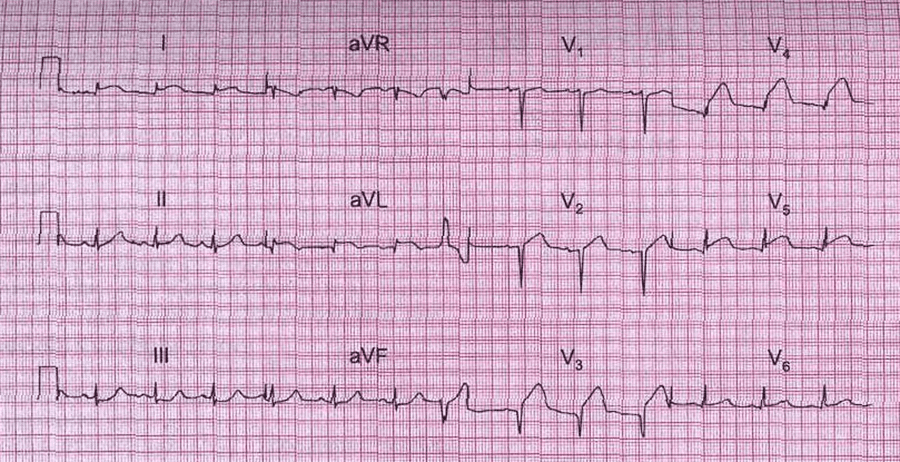 I aVR V₁ V₄
II aVL V₂ V₅
III aVF V₃ V₆